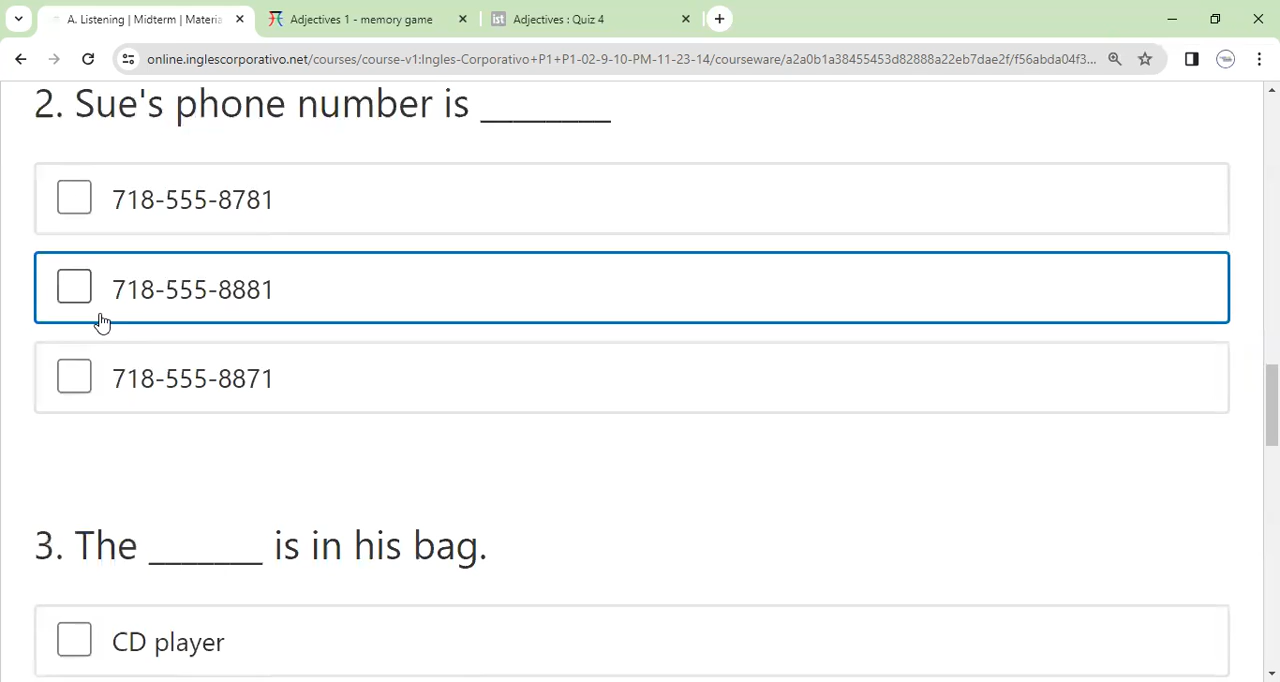 A. Listening | Midterm | Materia
Adjectives 1 - memory game
ist
Adjectives : Quiz 4
online.inglescorporativo.net/courses/course-v1:Ingles-Corporativo+P1+P1-02-9-10-PM-11-23-14/courseware/a2a0b1a38455453d82888a22eb7dae2f/f56abda04f3...
2. Sue's phone number is ________
718-555-8781
718-555-8881
718-555-8871
3. The _______ is in his bag.
CD player